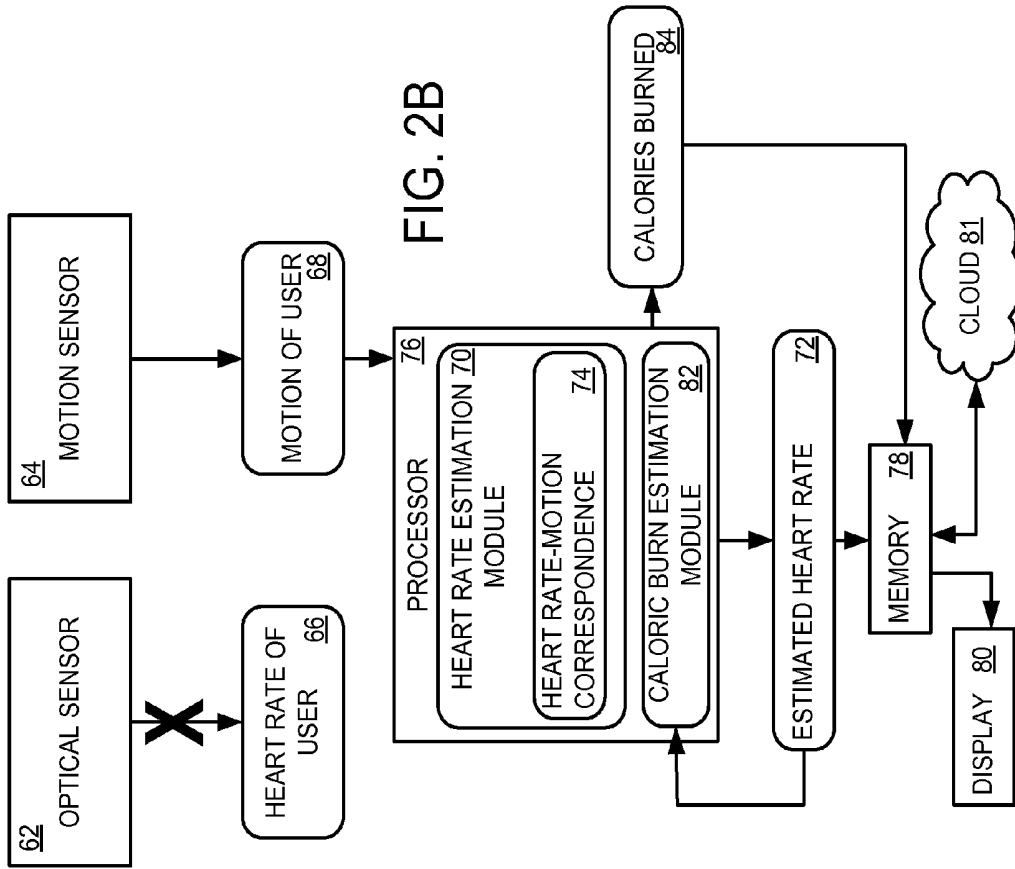 62
OPTICAL SENSOR
64
MOTION SENSOR
HEART RATE OF
USER
66
MOTION OF USER
68
FIG. 2B
PROCESSOR
76
HEART RATE ESTIMATION
MODULE
70
HEART RATE-MOTION
CORRESPONDENCE
74
CALORIC BURN ESTIMATION
MODULE
82
CALORIES BURNED
84
ESTIMATED HEART RATE
72
MEMORY
78
CLOUD 81
DISPLAY 80